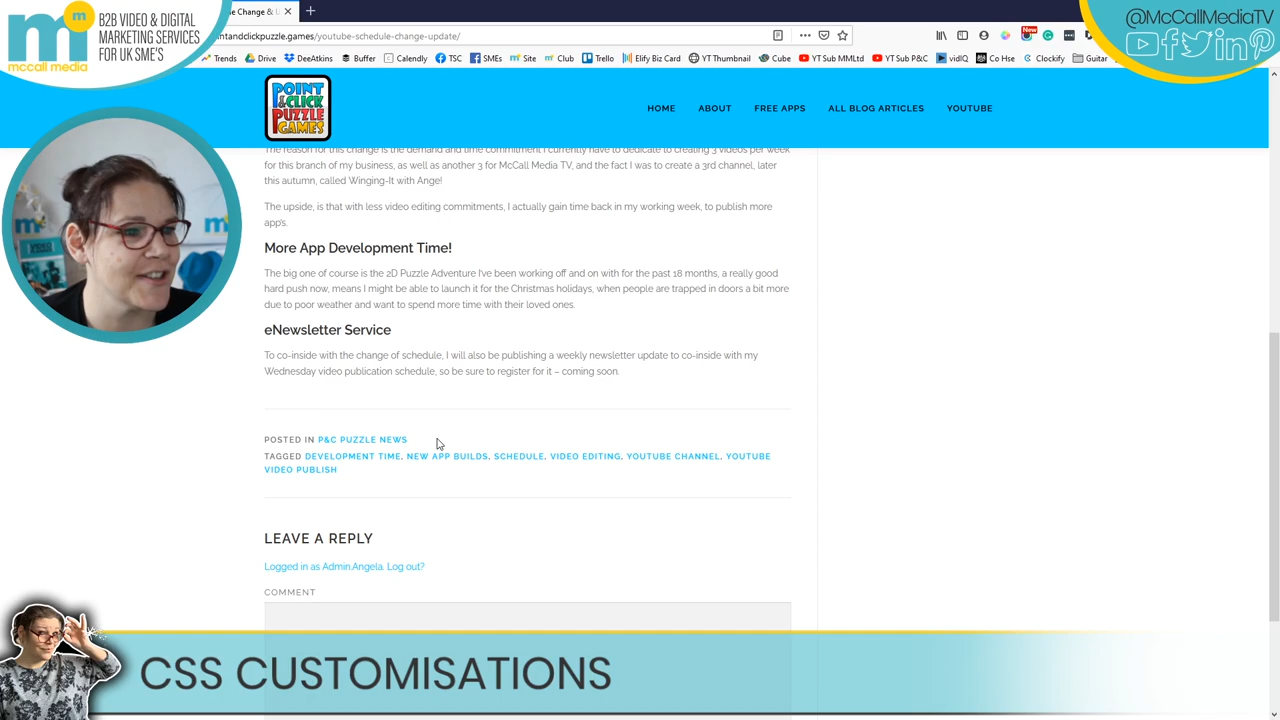 B2B VIDEO & DIGITAL
MARKETING SERVICES
FOR UK SME'S
m
mccall media
@McCallMediaTV
e Change & U
intandclickpuzzle.games/youtube-schedule-change-update/
Trends Drive DeeAtkins Buffer Calendly TSC SMEs Site Club Trello Elify Biz Card YT Thumbnail Cube YT Sub MMLtd YT Sub P&C vidIQ Co Hse Clockify Guitar
New
POINT
& CLICK
PUZZLE
GAMES
HOME ABOUT FREE APPS ALL BLOG ARTICLES YOUTUBE
The reason for this change is the demand and time commitment I currently have to dedicate to creating 3 videos per week
for this branch of my business, as well as another 3 for McCall Media TV, and the fact I was to create a 3rd channel, later
this autumn, called Winging-It with Ange!
The upside, is that with less video editing commitments, I actually gain time back in my working week, to publish more
app's.
More App Development Time!
The big one of course is the 2D Puzzle Adventure I've been working off and on with for the past 18 months, a really good
hard push now, means I might be able to launch it for the Christmas holidays, when people are trapped in doors a bit more
due to poor weather and want to spend more time with their loved ones.
eNewsletter Service
To co-inside with the change of schedule, I will also be publishing a weekly newsletter update to co-inside with my
Wednesday video publication schedule, so be sure to register for it – coming soon.
POSTED IN P&C PUZZLE NEWS
TAGGED DEVELOPMENT TIME, NEW APP BUILDS, SCHEDULE, VIDEO EDITING, YOUTUBE CHANNEL, YOUTUBE
VIDEO PUBLISH
LEAVE A REPLY
Logged in as Admin.Angela. Log out?
COMMENT
CSS CUSTOMISATIONS